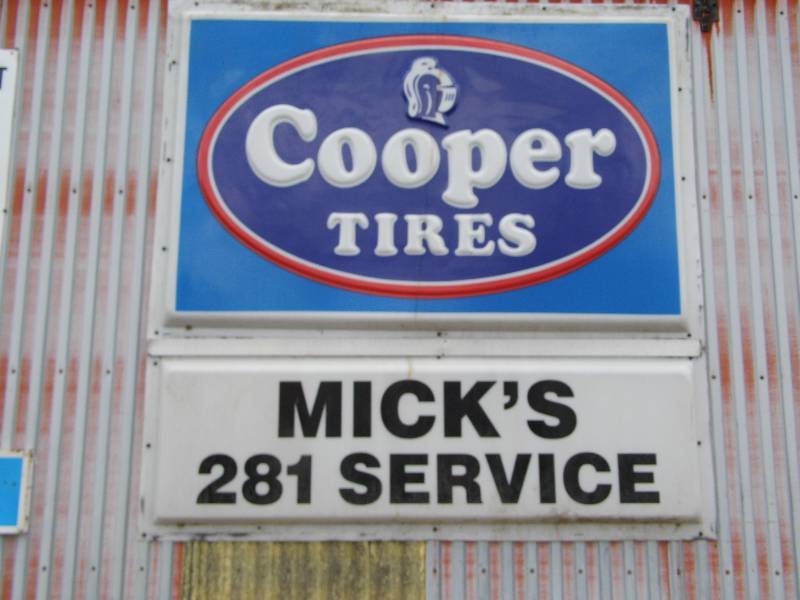 Cooper
TIRES
MICK'S
281 SERVICE